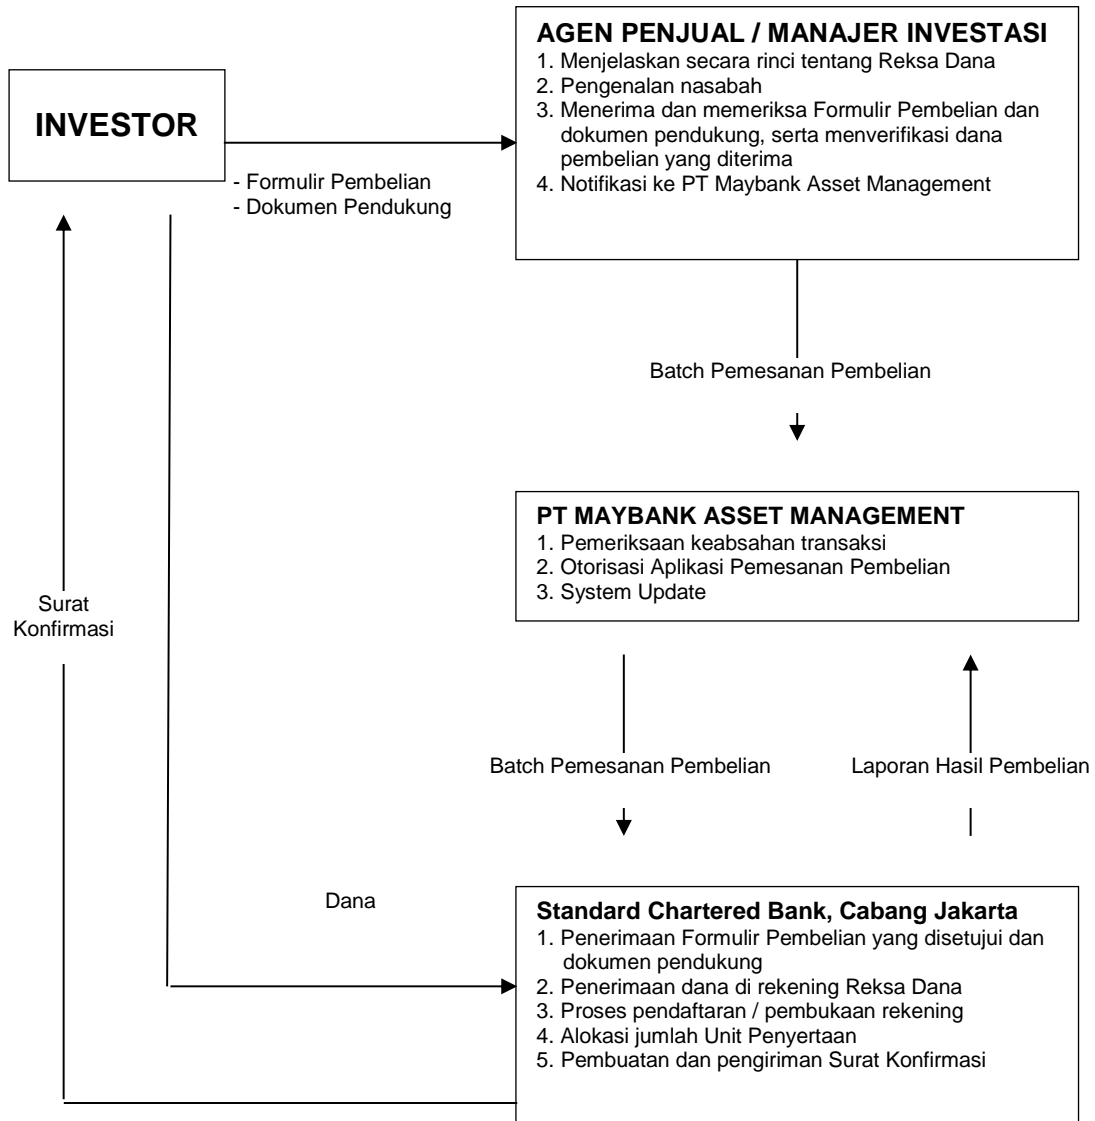 AGEN PENJUAL / MANAJER INVESTASI
1. Menjelaskan secara rinci tentang Reksa Dana
2. Pengenalan nasabah
3. Menerima dan memeriksa Formulir Pembelian dan
dokumen pendukung, serta menverifikasi dana
pembelian yang diterima
4. Notifikasi ke PT Maybank Asset Management
INVESTOR
- Formulir Pembelian
- Dokumen Pendukung
Batch Pemesanan Pembelian
PT MAYBANK ASSET MANAGEMENT
1. Pemeriksaan keabsahan transaksi
2. Otorisasi Aplikasi Pemesanan Pembelian
3. System Update
Surat
Konfirmasi
Batch Pemesanan Pembelian
Laporan Hasil Pembelian
Dana
Standard Chartered Bank, Cabang Jakarta
1. Penerimaan Formulir Pembelian yang disetujui dan
dokumen pendukung
2. Penerimaan dana di rekening Reksa Dana
3. Proses pendaftaran / pembukaan rekening
4. Alokasi jumlah Unit Penyertaan
5. Pembuatan dan pengiriman Surat Konfirmasi